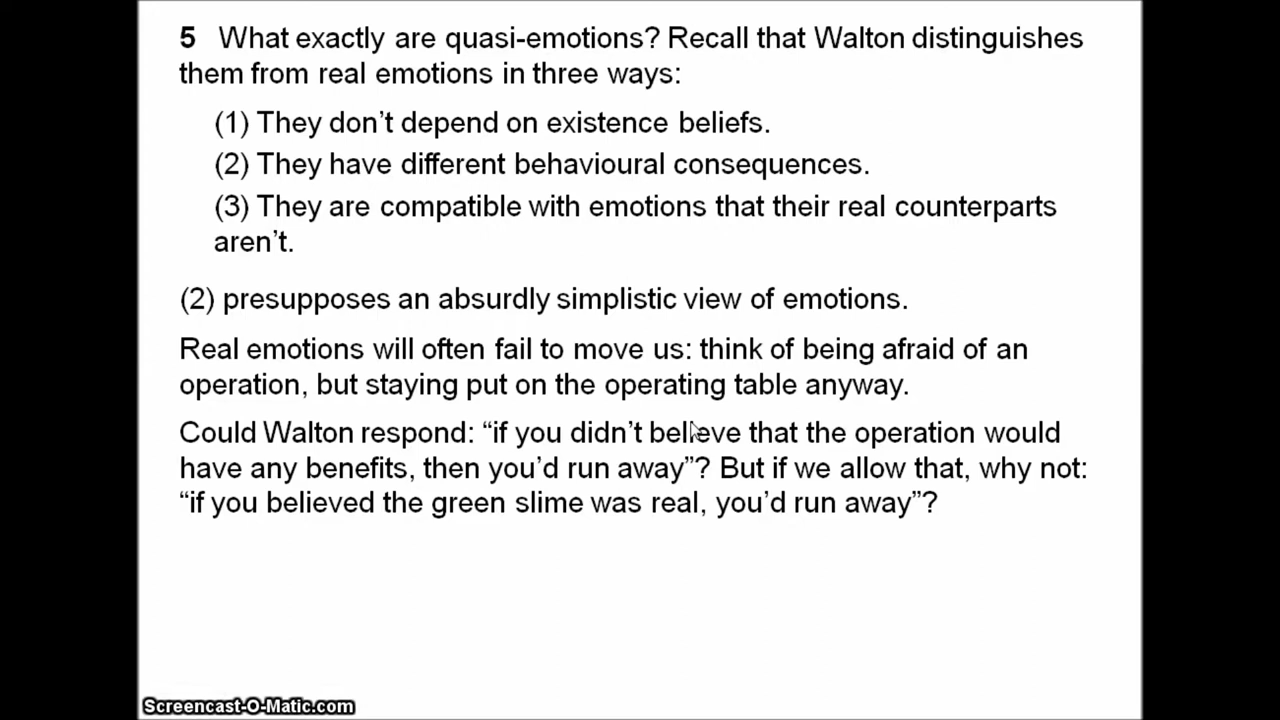 5 What exactly are quasi-emotions? Recall that Walton distinguishes
them from real emotions in three ways:
(1) They don’t depend on existence beliefs.
(2) They have different behavioural consequences.
(3) They are compatible with emotions that their real counterparts
aren’t.
(2) presupposes an absurdly simplistic view of emotions.
Real emotions will often fail to move us: think of being afraid of an
operation, but staying put on the operating table anyway.
Could Walton respond: “if you didn’t believe that the operation would
have any benefits, then you’d run away”? But if we allow that, why not:
“if you believed the green slime was real, you’d run away”?
Screencast-O-Matic.com